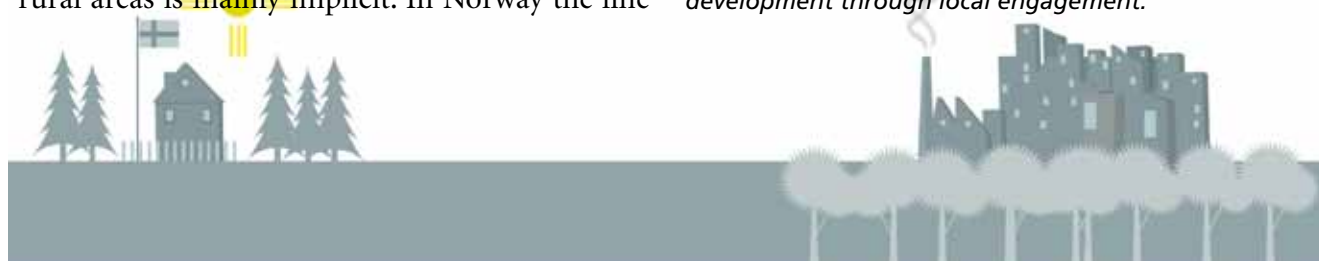 rural areas is mainly implicit. In Norway the line
development through local engagement.